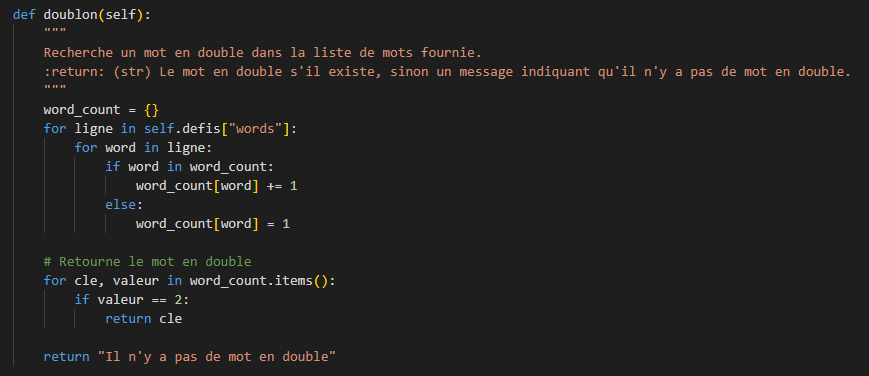 def doublon(self):
    """
    Recherche un mot en double dans la liste de mots fournie.
    :return: (str) Le mot en double s'il existe, sinon un message indiquant qu'il n'y a pas de mot en double.
    """
    word_count = {}
    for ligne in self.defis["words"]:
        for word in ligne:
            if word in word_count:
                word_count[word] += 1
            else:
                word_count[word] = 1

    # Retourne le mot en double
    for cle, valeur in word_count.items():
        if valeur == 2:
            return cle

    return "Il n'y a pas de mot en double"